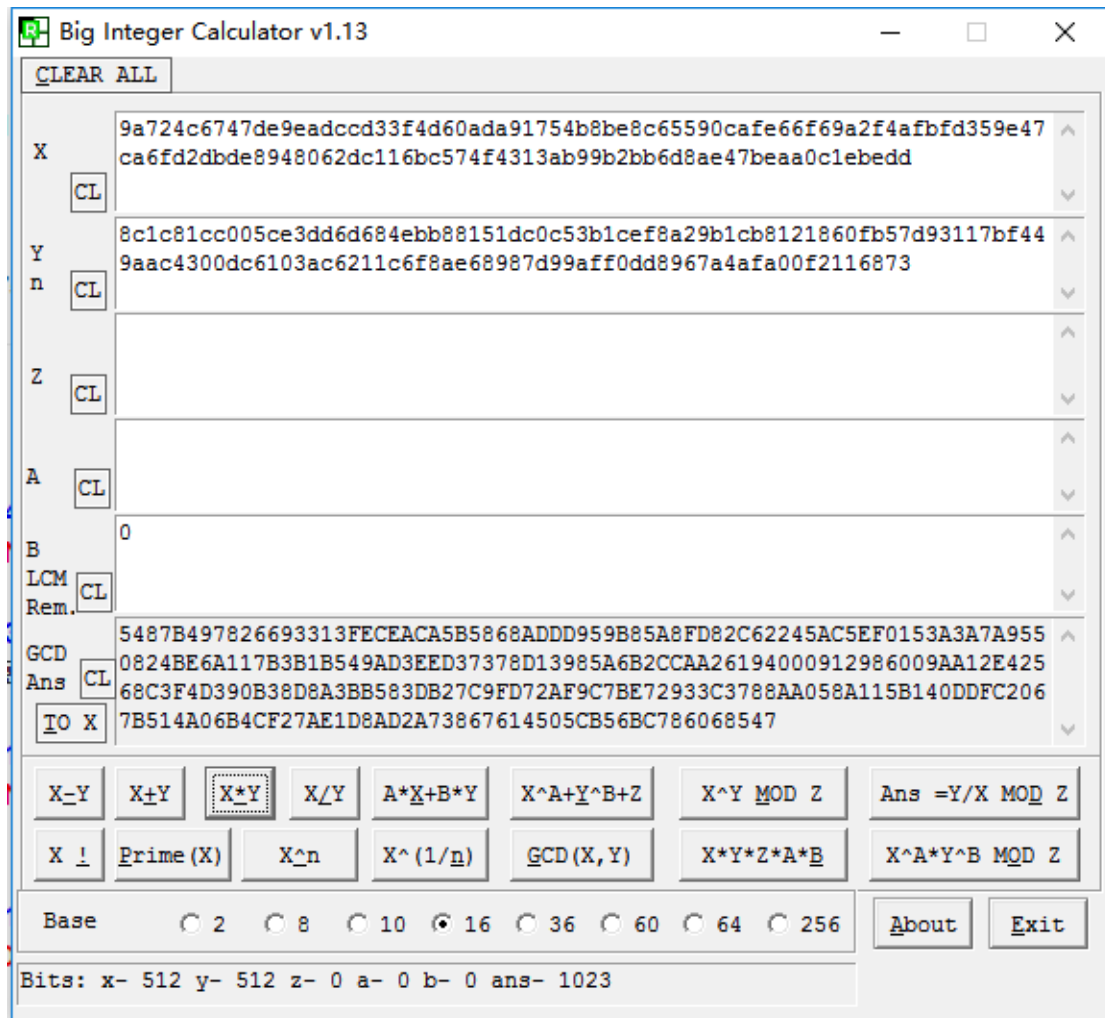 Big Integer Calculator v1.13
CLEAR ALL
X
9a724c6747de9eadccd33f4d60ada91754b8be8c65590cafe66f69a2f4afbfd359e47
ca6fd2dbde8948062dc116bc574f4313ab99b2bb6d8ae47beaa0c1ebedd
CL
Y
n
8c1c81cc005ce3dd6d684ebb88151dc0c53b1cef8a29b1cb8121860fb57d93117bf44
9aac4300dc6103ac6211c6f8ae68987d99aff0dd8967a4afa00f2116873
CL
Z
CL
A
CL
B
LCM
Rem.
0
CL
GCD
Ans
5487B497826693313FECEACA5B5868ADDD959B85A8FD82C62245AC5EF0153A3A7A955
0824BE6A117B3B1B549AD3EED37378D13985A6B2CCAA26194000912986009AA12E425
68C3F4D390B38D8A3BB583DB27C9FD72AF9C7BE72933C3788AA058A115B140DDFC206
7B514A06B4CF27AE1D8AD2A73867614505CB56BC786068547
CL
TO X
X-Y X+Y X*Y X/Y A*X+B*Y X^A+Y^B+Z X^Y MOD Z Ans =Y/X MOD Z
X ! Prime(X) X^n X^(1/n) GCD(X,Y) X*Y*Z*A*B X^A*Y^B MOD Z
Base 2 8 10 16 36 60 64 256 About Exit
Bits: x- 512 y- 512 z- 0 a- 0 b- 0 ans- 1023